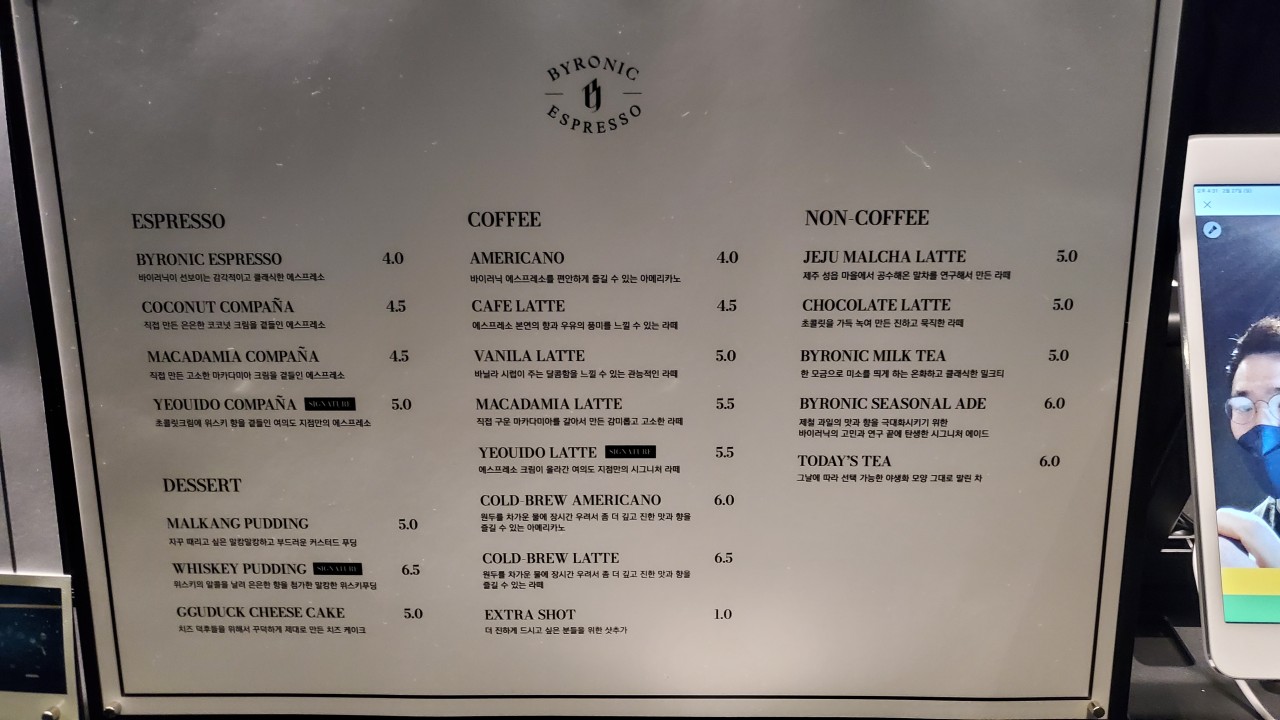 BYRONIC
ESPRESSO
ESPRESSO
BYRONIC ESPRESSO 4.0
바이러닉이 선보이는 감각적이고 클래식한 에스프레소
COCONUT COMPAÑA 4.5
직접 만든 은은한 코코넛 크림을 곁들인 에스프레소
MACADAMIA COMPAÑA 4.5
직접 만든 고소한 마카다미아 크림을 곁들인 에스프레소
YEOUIDO COMPAÑA SIGNATURE 5.0
초콜릿크림에 위스키 향을 곁들인 여의도 지점만의 에스프레소
DESSERT
MALKANG PUDDING 5.0
자꾸 때리고 싶은 말캉말캉하고 부드러운 커스터드 푸딩
WHISKEY PUDDING SIGNATURE 6.5
위스키의 알콜을 날려 은은한 향을 첨가한 말캉한 위스키푸딩
GGUDUCK CHEESE CAKE 5.0
치즈 덕후들을 위해서 꾸덕하게 제대로 만든 치즈 케이크
COFFEE
AMERICANO 4.0
바이러닉 에스프레소를 편안하게 즐길 수 있는 아메리카노
CAFE LATTE 4.5
에스프레소 본연의 향과 우유의 풍미를 느낄 수 있는 라떼
VANILA LATTE 5.0
바닐라 시럽이 주는 달콤함을 느낄 수 있는 관능적인 라떼
MACADAMIA LATTE 5.5
직접 구운 마카다미아를 갈아서 만든 감미롭고 고소한 라떼
YEOUIDO LATTE SIGNATURE 5.5
에스프레소 크림이 올라간 여의도 지점만의 시그니처 라떼
COLD-BREW AMERICANO 6.0
원두를 차가운 물에 장시간 우려서 좀 더 깊고 진한 맛과 향을
즐길 수 있는 아메리카노
COLD-BREW LATTE 6.5
원두를 차가운 물에 장시간 우려서 좀 더 깊고 진한 맛과 향을
즐길 수 있는 라떼
EXTRA SHOT 1.0
더 진하게 드시고 싶은 분들을 위한 샷추가
NON-COFFEE
JEJU MALCHA LATTE 5.0
제주 성읍 마을에서 공수해온 말차를 연구해서 만든 라떼
CHOCOLATE LATTE 5.0
초콜릿을 가득 녹여 만든 진하고 묵직한 라떼
BYRONIC MILK TEA 5.0
한 모금으로 미소를 띄게 하는 온화하고 클래식한 밀크티
BYRONIC SEASONAL ADE 6.0
제철 과일의 맛과 향을 극대화시키기 위한
바이러닉의 고민과 연구 끝에 탄생한 시그니처 에이드
TODAY'S TEA 6.0
그날에 따라 선택 가능한 야생화 모양 그대로 말린 차